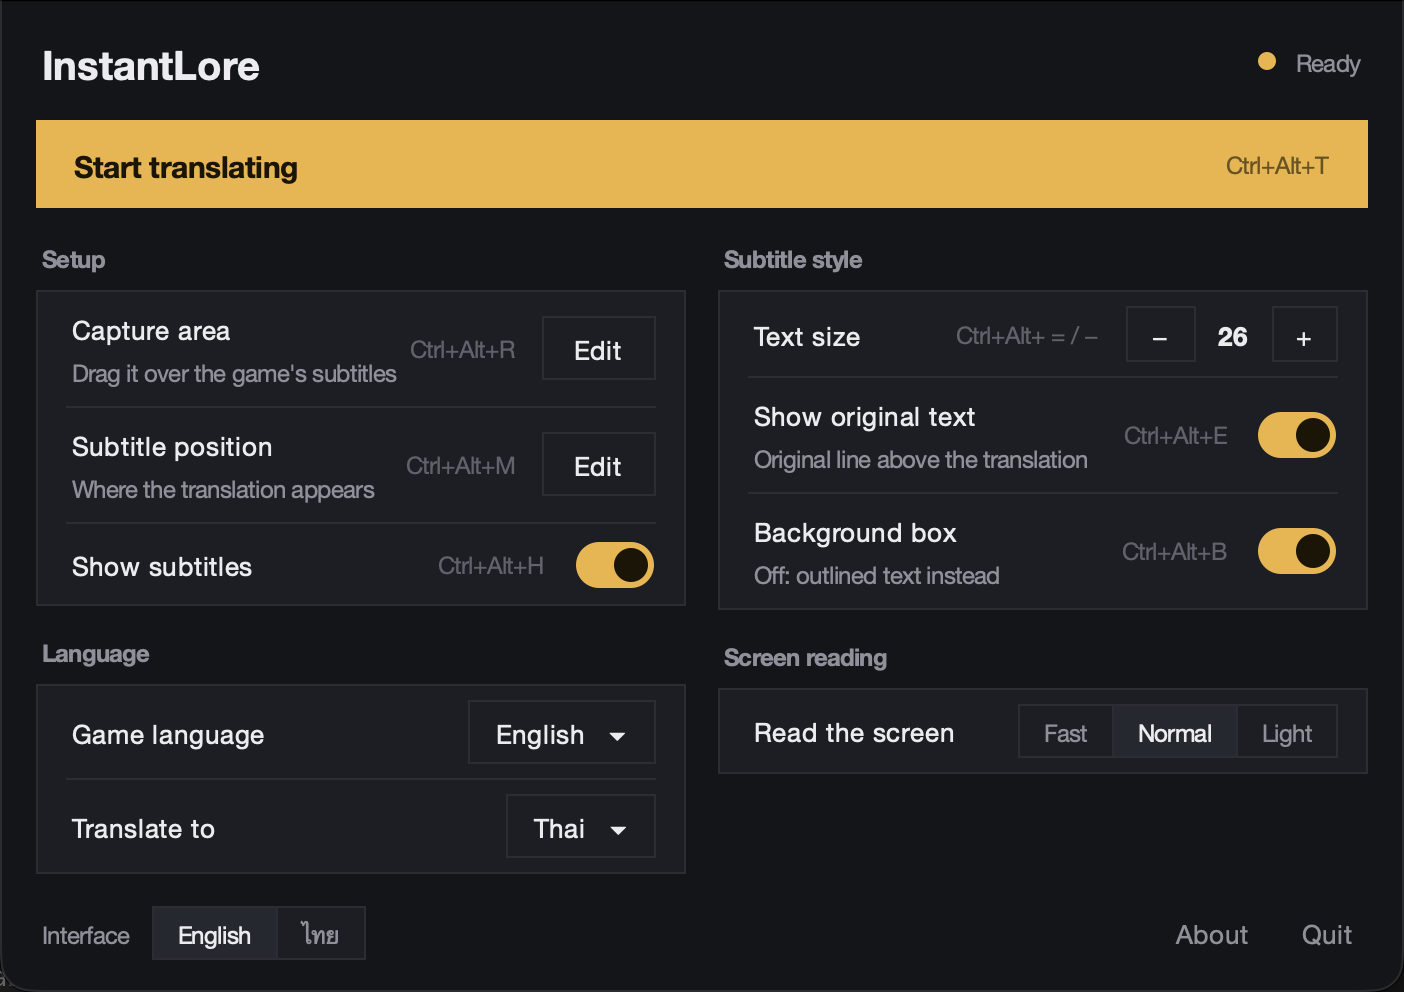 InstantLore
Ready
Start translating
Ctrl+Alt+T
Setup
Capture area
Drag it over the game's subtitles
Ctrl+Alt+R
Edit
Subtitle position
Where the translation appears
Ctrl+Alt+M
Edit
Show subtitles
Ctrl+Alt+H
Language
Game language
English
Translate to
Thai
Subtitle style
Text size
Ctrl+Alt+ = / −
−
26
+
Show original text
Original line above the translation
Ctrl+Alt+E
Background box
Off: outlined text instead
Ctrl+Alt+B
Screen reading
Read the screen
Fast
Normal
Light
Interface
English
ไทย
About
Quit